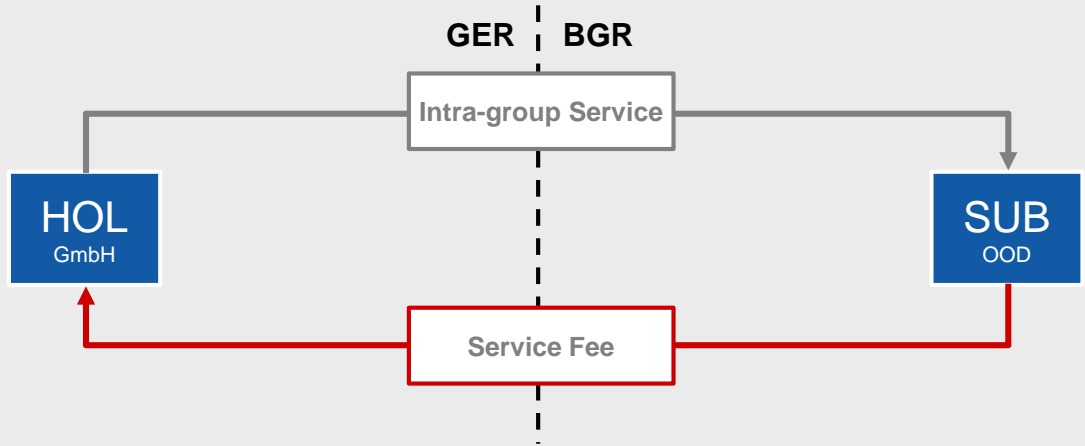 GER BGR
Intra-group Service
HOL
GmbH
SUB
OOD
Service Fee